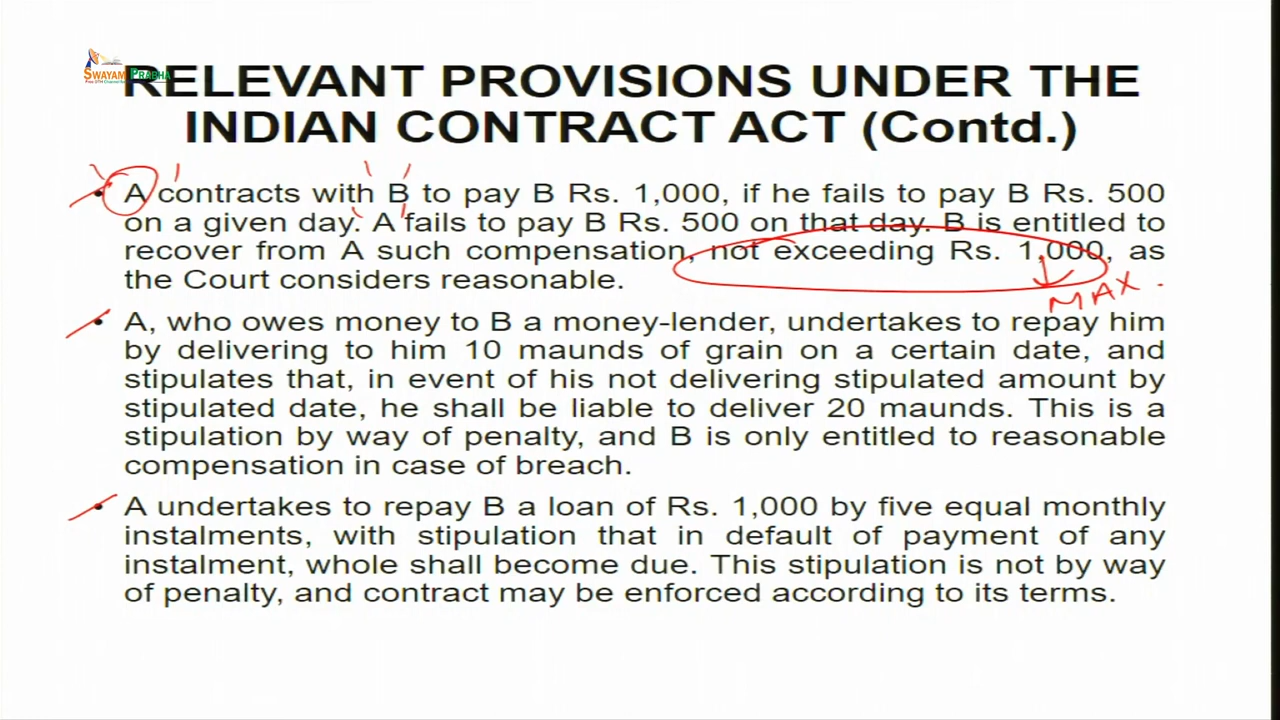 SWAYAM PRABHA
RELEVANT PROVISIONS UNDER THE
INDIAN CONTRACT ACT (Contd.)
• A contracts with B to pay B Rs. 1,000, if he fails to pay B Rs. 500
on a given day. A fails to pay B Rs. 500 on that day. B is entitled to
recover from A such compensation, not exceeding Rs. 1,000, as
the Court considers reasonable.
MAX.
• A, who owes money to B a money-lender, undertakes to repay him
by delivering to him 10 maunds of grain on a certain date, and
stipulates that, in event of his not delivering stipulated amount by
stipulated date, he shall be liable to deliver 20 maunds. This is a
stipulation by way of penalty, and B is only entitled to reasonable
compensation in case of breach.
• A undertakes to repay B a loan of Rs. 1,000 by five equal monthly
instalments, with stipulation that in default of payment of any
instalment, whole shall become due. This stipulation is not by way
of penalty, and contract may be enforced according to its terms.